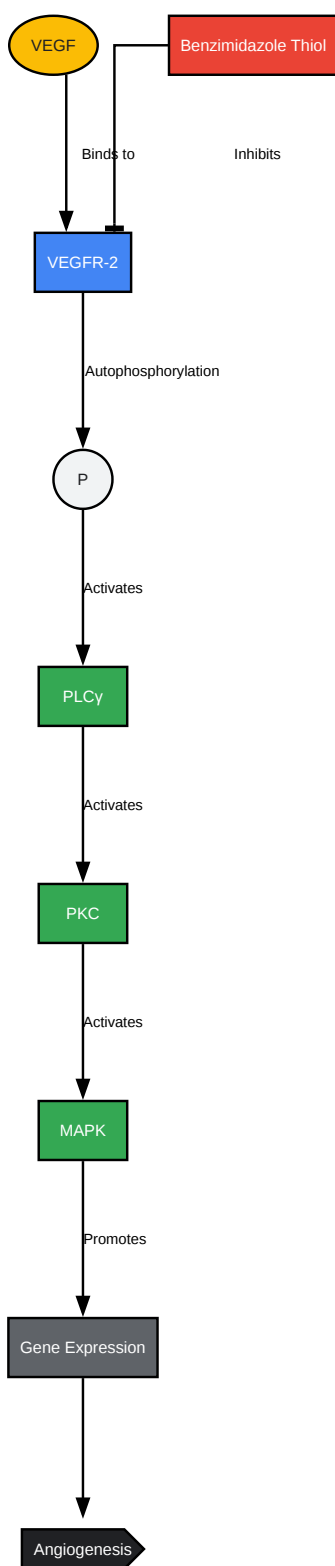 VEGF
Benzimidazole Thiol
Binds to
Inhibits
VEGFR-2
Autophosphorylation
P
Activates
PLCγ
Activates
PKC
Activates
MAPK
Promotes
Gene Expression
Angiogenesis